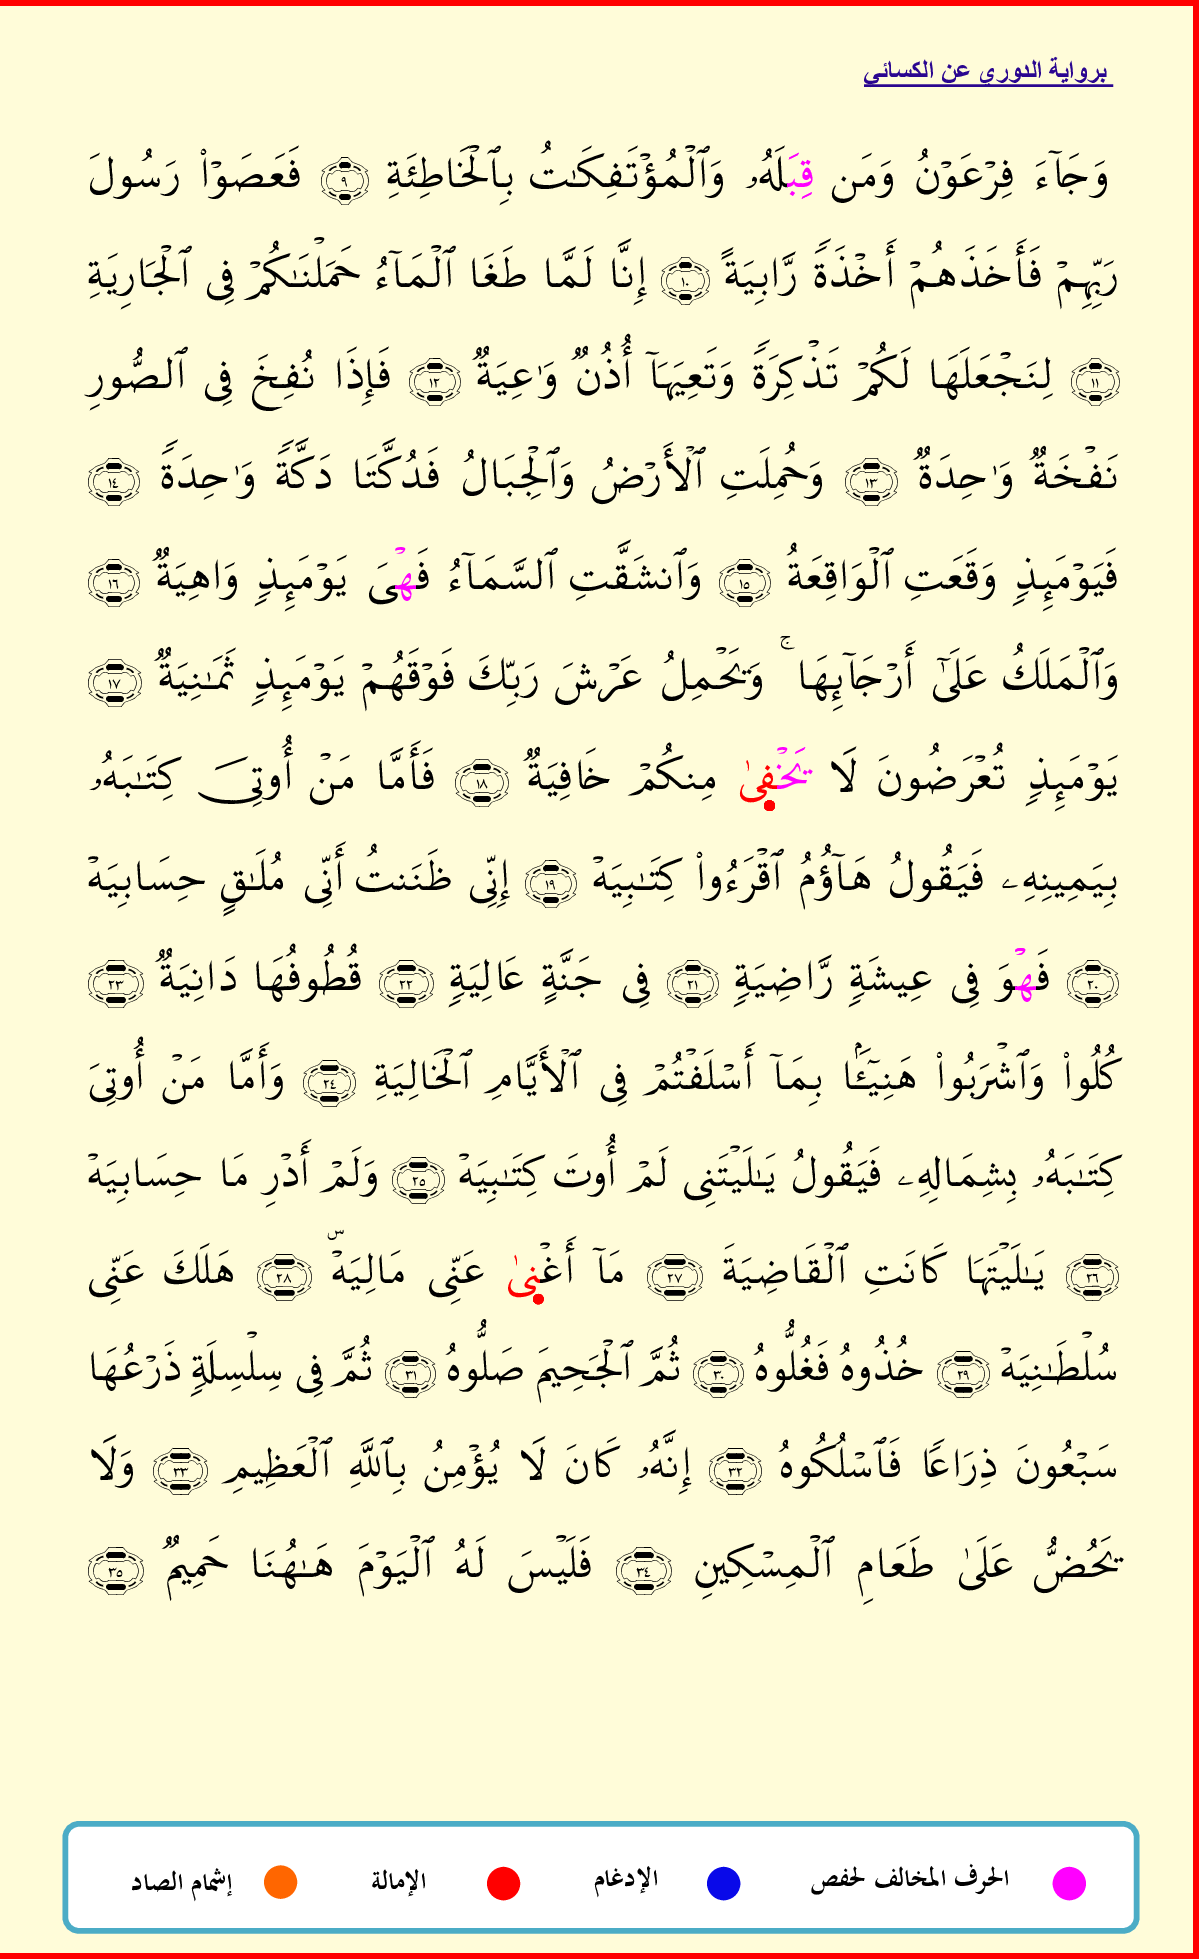 برواية الدوري عن الكسائي
وَجَآءَ فِرْعَوْنُ وَمَن قِبَلَهُۥ وَٱلْمُؤْتَفِكَٰتُ بِٱلْخَاطِئَةِ ٩ فَعَصَوْا۟ رَسُولَ
رَبِّهِمْ فَأَخَذَهُمْ أَخْذَةً رَّابِيَةً ١٠ إِنَّا لَمَّا طَغَا ٱلْمَآءُ حَمَلْنَٰكُمْ فِى ٱلْجَارِيَةِ
١١ لِنَجْعَلَهَا لَكُمْ تَذْكِرَةً وَتَعِيَهَآ أُذُنٌ وَٰعِيَةٌ ١٢ فَإِذَا نُفِخَ فِى ٱلصُّورِ
نَفْخَةٌ وَٰحِدَةٌ ١٣ وَحُمِلَتِ ٱلْأَرْضُ وَٱلْجِبَالُ فَدُكَّتَا دَكَّةً وَٰحِدَةً ١٤
فَيَوْمَئِذٍ وَقَعَتِ ٱلْوَاقِعَةُ ١٥ وَٱنشَقَّتِ ٱلسَّمَآءُ فَهْىَ يَوْمَئِذٍ وَاهِيَةٌ ١٦
وَٱلْمَلَكُ عَلَىٰٓ أَرْجَآئِهَا ۚ وَيَحْمِلُ عَرْشَ رَبِّكَ فَوْقَهُمْ يَوْمَئِذٍ ثَمَٰنِيَةٌ ١٧
يَوْمَئِذٍ تُعْرَضُونَ لَا يَخْفِىٰ مِنكُمْ خَافِيَةٌ ١٨ فَأَمَّا مَنْ أُوتِىَ كِتَٰبَهُۥ
بِيَمِينِهِۦ فَيَقُولُ هَآؤُمُ ٱقْرَءُوا۟ كِتَٰبِيَهْ ١٩ إِنِّى ظَنَنتُ أَنِّى مُلَٰقٍ حِسَابِيَهْ
٢٠ فَهْوَ فِى عِيشَةٍ رَّاضِيَةٍ ٢١ فِى جَنَّةٍ عَالِيَةٍ ٢٢ قُطُوفُهَا دَانِيَةٌ ٢٣
كُلُوا۟ وَٱشْرَبُوا۟ هَنِيٓـًٔۢا بِمَآ أَسْلَفْتُمْ فِى ٱلْأَيَّامِ ٱلْخَالِيَةِ ٢٤ وَأَمَّا مَنْ أُوتِىَ
كِتَٰبَهُۥ بِشِمَالِهِۦ فَيَقُولُ يَٰلَيْتَنِى لَمْ أُوتَ كِتَٰبِيَهْ ٢٥ وَلَمْ أَدْرِ مَا حِسَابِيَهْ
٢٦ يَٰلَيْتَهَا كَانَتِ ٱلْقَاضِيَةَ ٢٧ مَآ أَغْنِىٰ عَنِّى مَالِيَهْۜ ٢٨ هَلَكَ عَنِّى
سُلْطَٰنِيَهْ ٢٩ خُذُوهُ فَغُلُّوهُ ٣٠ ثُمَّ ٱلْجَحِيمَ صَلُّوهُ ٣١ ثُمَّ فِى سِلْسِلَةٍ ذَرْعُهَا
سَبْعُونَ ذِرَاعًا فَٱسْلُكُوهُ ٣٢ إِنَّهُۥ كَانَ لَا يُؤْمِنُ بِٱللَّهِ ٱلْعَظِيمِ ٣٣ وَلَا
يَحُضُّ عَلَىٰ طَعَامِ ٱلْمِسْكِينِ ٣٤ فَلَيْسَ لَهُ ٱلْيَوْمَ هَٰهُنَا حَمِيمٌ ٣٥
الحرف المخالف لحفص الإدغام الإمالة إشمام الصاد